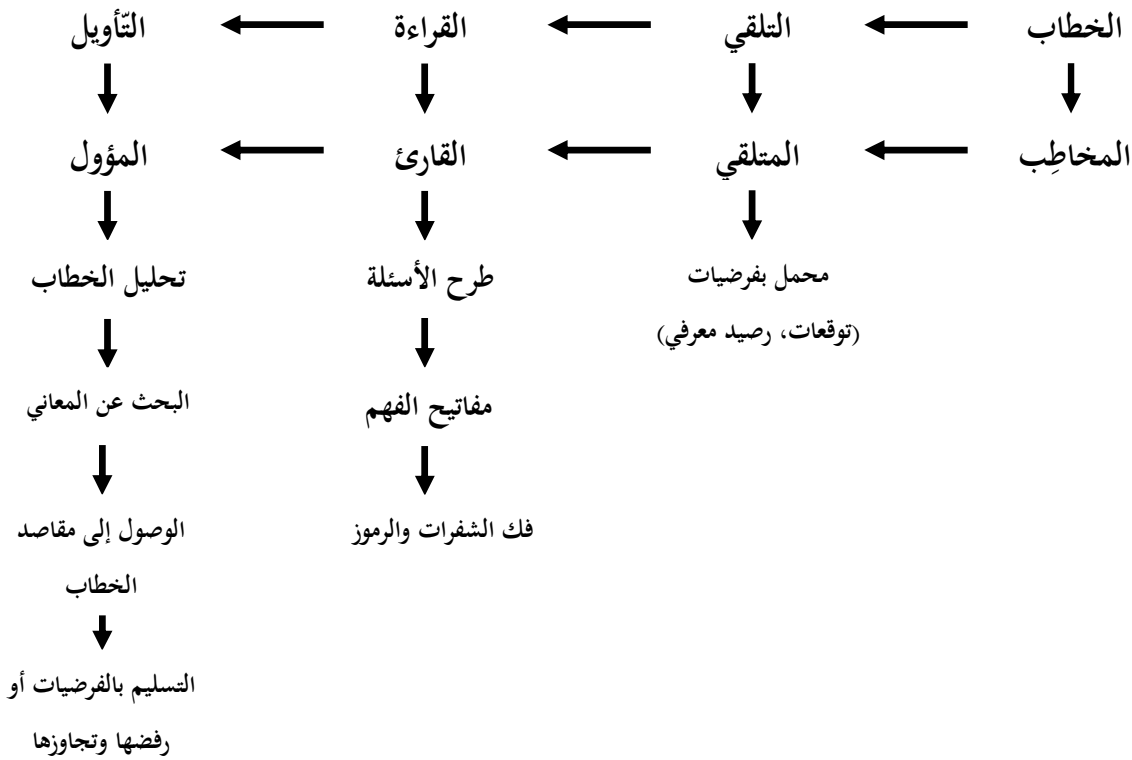 الخطاب التلقي القراءة التّأويل
المخاطِب المتلقي القارئ المؤول
محمل بفرضيات طرح الأسئلة تحليل الخطاب
(توقعات، رصيد معرفي)
مفاتيح الفهم البحث عن المعاني
فك الشفرات والرموز الوصول إلى مقاصد
الخطاب
التسليم بالفرضيات أو
رفضها وتجاوزها